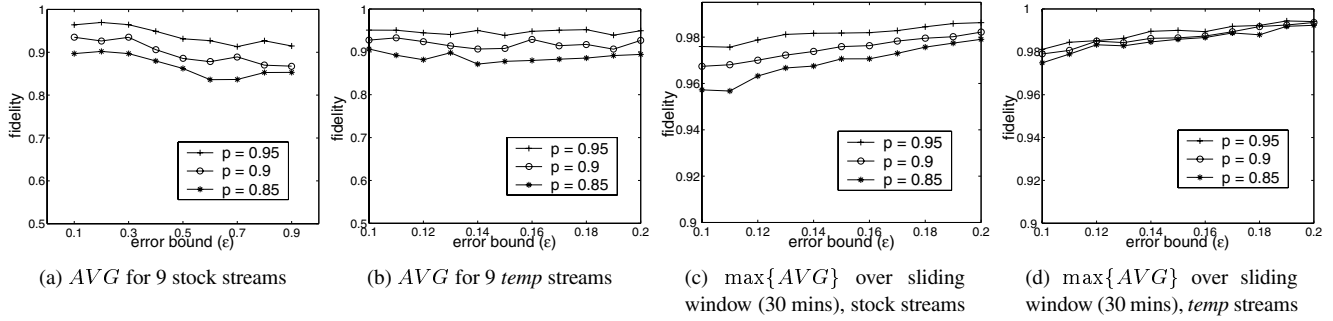 1
0.9
0.8
0.7
0.6
0.5
fidelity
0.1
0.3
0.5
0.7
0.9
error bound (ε)
p = 0.95
p = 0.9
p = 0.85
(a) AVG for 9 stock streams
1
0.9
0.8
0.7
0.6
0.5
fidelity
0.1
0.12
0.14
0.16
0.18
0.2
error bound (ε)
p = 0.95
p = 0.9
p = 0.85
(b) AVG for 9 temp streams
0.98
0.96
0.94
0.92
0.9
fidelity
0.1
0.12
0.14
0.16
0.18
0.2
error bound (ε)
p = 0.95
p = 0.9
p = 0.85
(c) max{AVG} over sliding
window (30 mins), stock streams
1
0.98
0.96
0.94
0.92
0.9
fidelity
0.1
0.12
0.14
0.16
0.18
0.2
error bound (ε)
p = 0.95
p = 0.9
p = 0.85
(d) max{AVG} over sliding
window (30 mins), temp streams